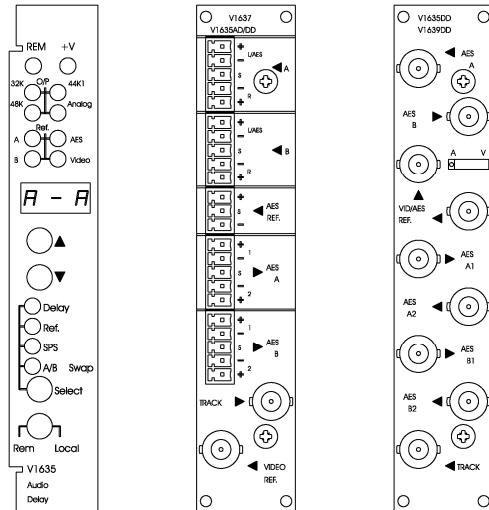 REM +V
O/P
32K 44K1
48K Analog
Ref.
A AES
B Video
A - A
Delay
Ref.
SPS
A/B Swap
Select
Rem Local
V1635
Audio
Delay
V1637
V1635AD/DD
+
L/AES
−
S A
−
R
+
+
L/AES
−
S B
−
R
+
+
S AES
− REF.
+
1
−
S AES
− A
2
+
+
1
−
S AES
− B
2
+
TRACK
VIDEO
REF.
V1635DD
V1639DD
AES
A
AES
B
A V
VID/AES
REF.
AES
A1
AES
A2
AES
B1
AES
B2
TRACK